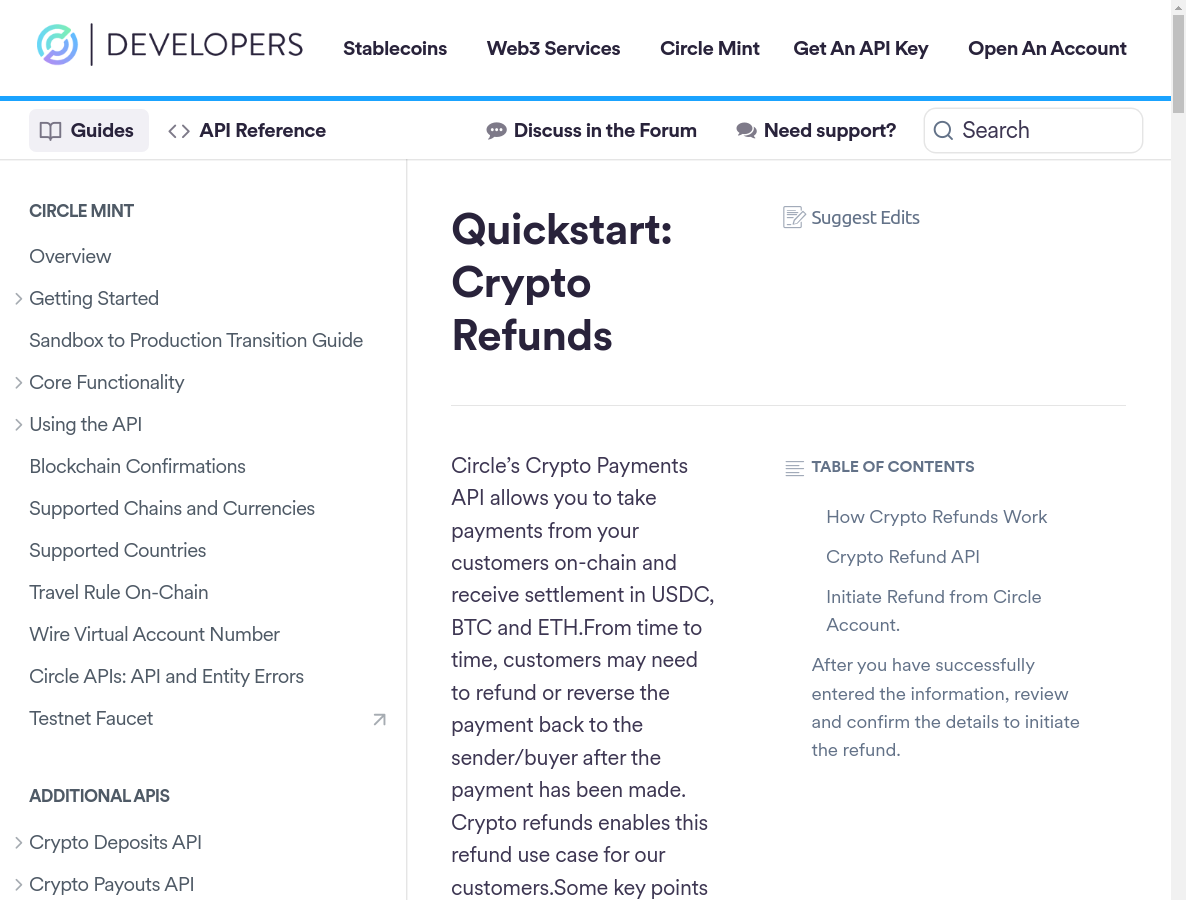 DEVELOPERS
Stablecoins
Web3 Services
Circle Mint
Get An API Key
Open An Account
Guides
API Reference
Discuss in the Forum
Need support?
Search
CIRCLE MINT
Overview
Getting Started
Sandbox to Production Transition Guide
Core Functionality
Using the API
Blockchain Confirmations
Supported Chains and Currencies
Supported Countries
Travel Rule On-Chain
Wire Virtual Account Number
Circle APIs: API and Entity Errors
Testnet Faucet
ADDITIONAL APIS
Crypto Deposits API
Crypto Payouts API
Quickstart:
Crypto
Refunds
Suggest Edits
Circle’s Crypto Payments
API allows you to take
payments from your
customers on-chain and
receive settlement in USDC,
BTC and ETH.From time to
time, customers may need
to refund or reverse the
payment back to the
sender/buyer after the
payment has been made.
Crypto refunds enables this
refund use case for our
customers.Some key points
TABLE OF CONTENTS
How Crypto Refunds Work
Crypto Refund API
Initiate Refund from Circle
Account.
After you have successfully
entered the information, review
and confirm the details to initiate
the refund.